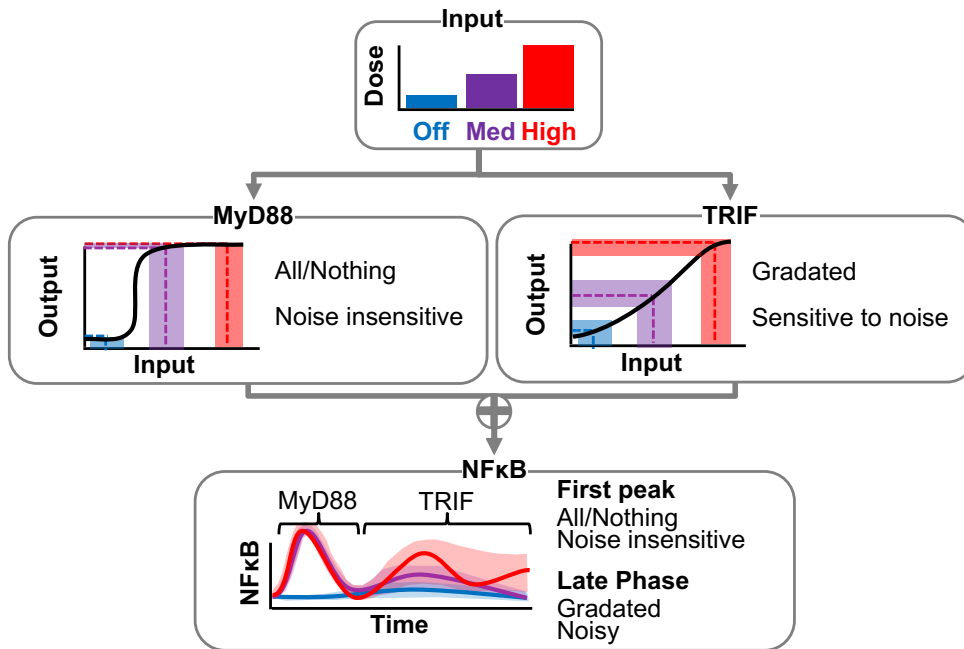 Input
Dose
Off Med High
MyD88
Output
Input
All/Nothing
Noise insensitive
TRIF
Output
Input
Gradated
Sensitive to noise
NFκB
MyD88 TRIF
NFκB
Time
First peak
All/Nothing
Noise insensitive
Late Phase
Gradated
Noisy